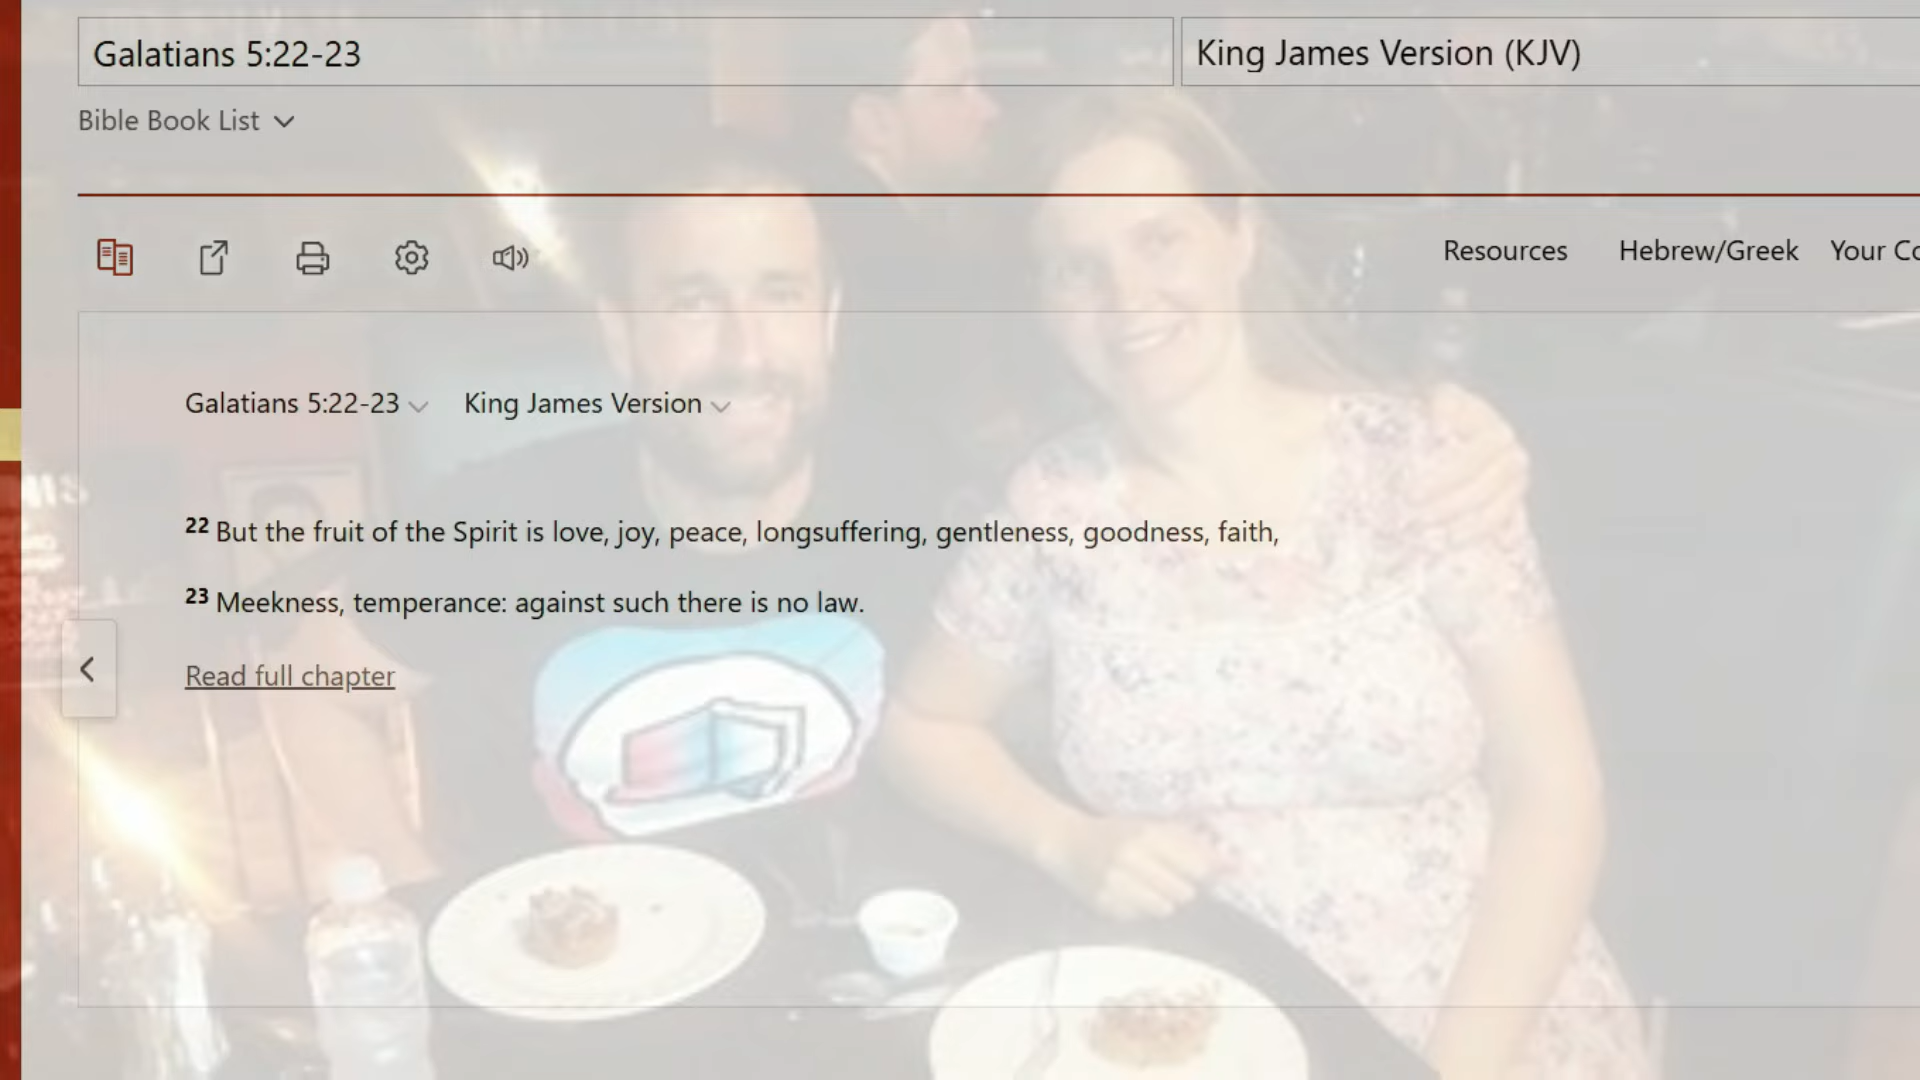 Galatians 5:22-23
King James Version (KJV)
Bible Book List
Resources Hebrew/Greek Your
Galatians 5:22-23 King James Version
22 But the fruit of the Spirit is love, joy, peace, longsuffering, gentleness, goodness, faith,
23 Meekness, temperance: against such there is no law.
Read full chapter